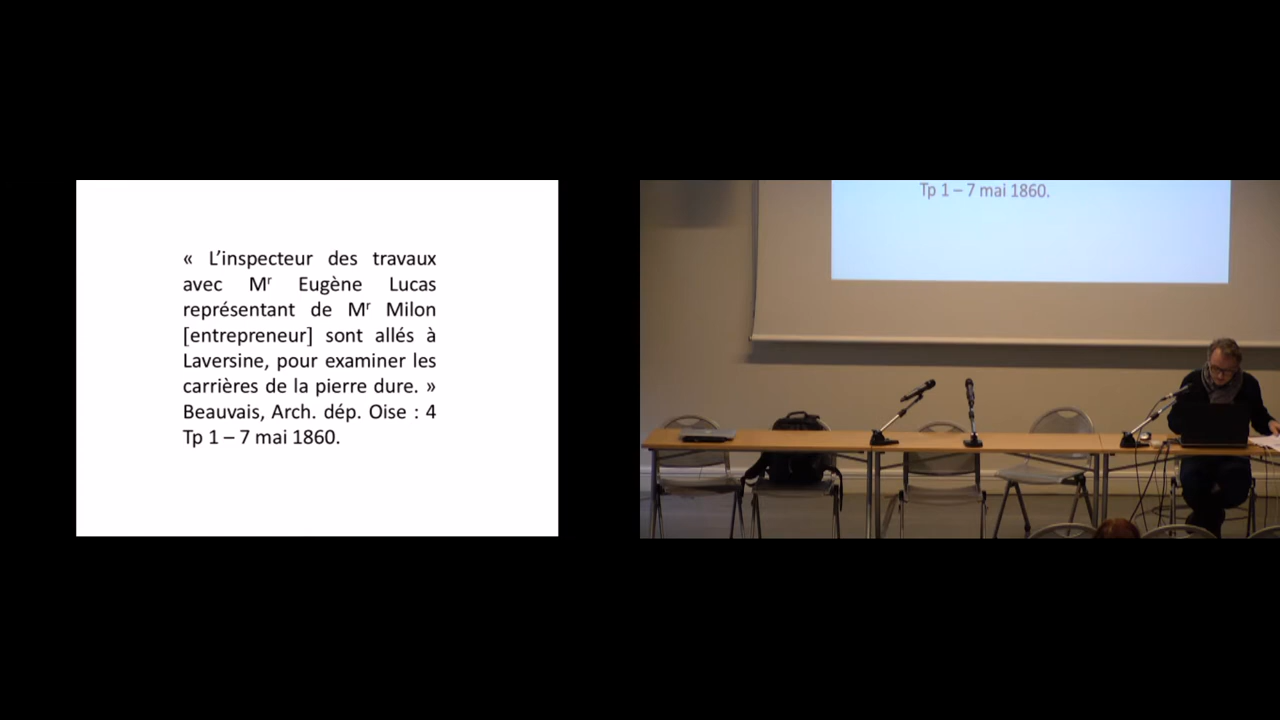 « L’inspecteur des travaux
avec Mʳ Eugène Lucas
représentant de Mʳ Milon
[entrepreneur] sont allés à
Laversine, pour examiner les
carrières de la pierre dure. »
Beauvais, Arch. dép. Oise : 4
Tp 1 – 7 mai 1860.
Tp 1 – 7 mai 1860.